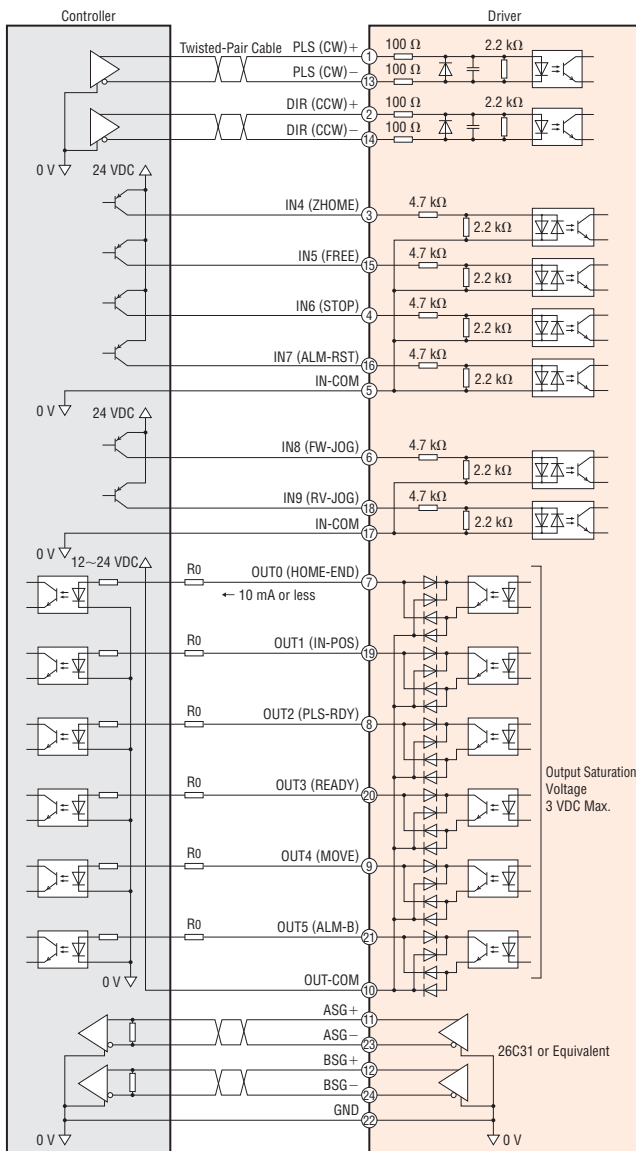 Controller
Driver
Twisted-Pair Cable
PLS (CW)+
1
100 Ω
2.2 kΩ
PLS (CW)−
13
100 Ω
DIR (CCW)+
2
100 Ω
2.2 kΩ
DIR (CCW)−
14
100 Ω
0 V
24 VDC
IN4 (ZHOME)
3
4.7 kΩ
2.2 kΩ
IN5 (FREE)
15
4.7 kΩ
2.2 kΩ
IN6 (STOP)
4
4.7 kΩ
2.2 kΩ
IN7 (ALM-RST)
16
4.7 kΩ
2.2 kΩ
IN-COM
5
0 V
24 VDC
IN8 (FW-JOG)
6
4.7 kΩ
2.2 kΩ
IN9 (RV-JOG)
18
4.7 kΩ
2.2 kΩ
IN-COM
17
0 V
12~24 VDC
R0
OUT0 (HOME-END)
7
← 10 mA or less
R0
OUT1 (IN-POS)
19
R0
OUT2 (PLS-RDY)
8
Output Saturation
Voltage
3 VDC Max.
R0
OUT3 (READY)
20
R0
OUT4 (MOVE)
9
R0
OUT5 (ALM-B)
21
0 V
OUT-COM
10
ASG+
11
ASG−
23
26C31 or Equivalent
BSG+
12
BSG−
24
GND
22
0 V
0 V